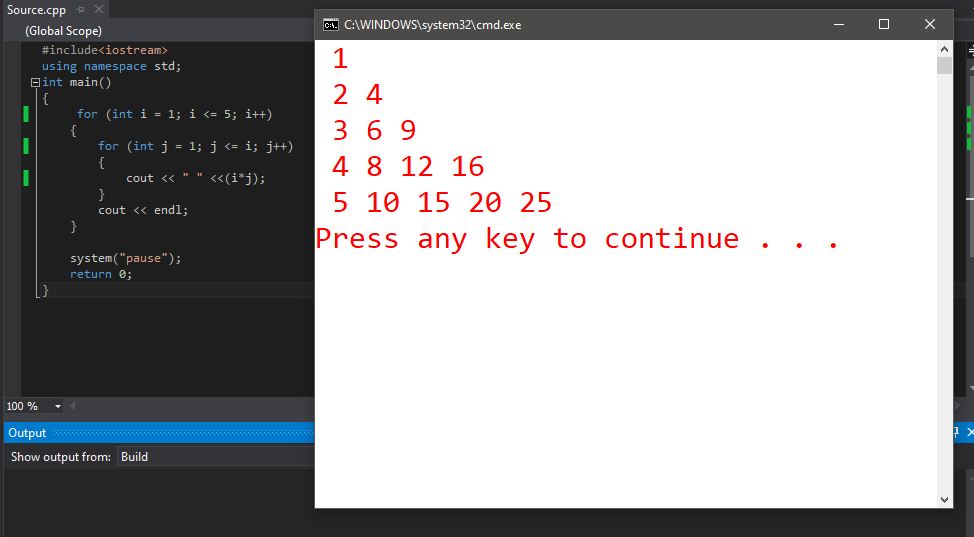 Source.cpp
(Global Scope)
#include<iostream>
using namespace std;
int main()
{
for (int i = 1; i <= 5; i++)
{
for (int j = 1; j <= i; j++)
{
cout << " " <<(i*j);
}
cout << endl;
}
system("pause");
return 0;
}
100 %
Output
Show output from: Build
C:\WINDOWS\system32\cmd.exe
1
2 4
3 6 9
4 8 12 16
5 10 15 20 25
Press any key to continue . . .